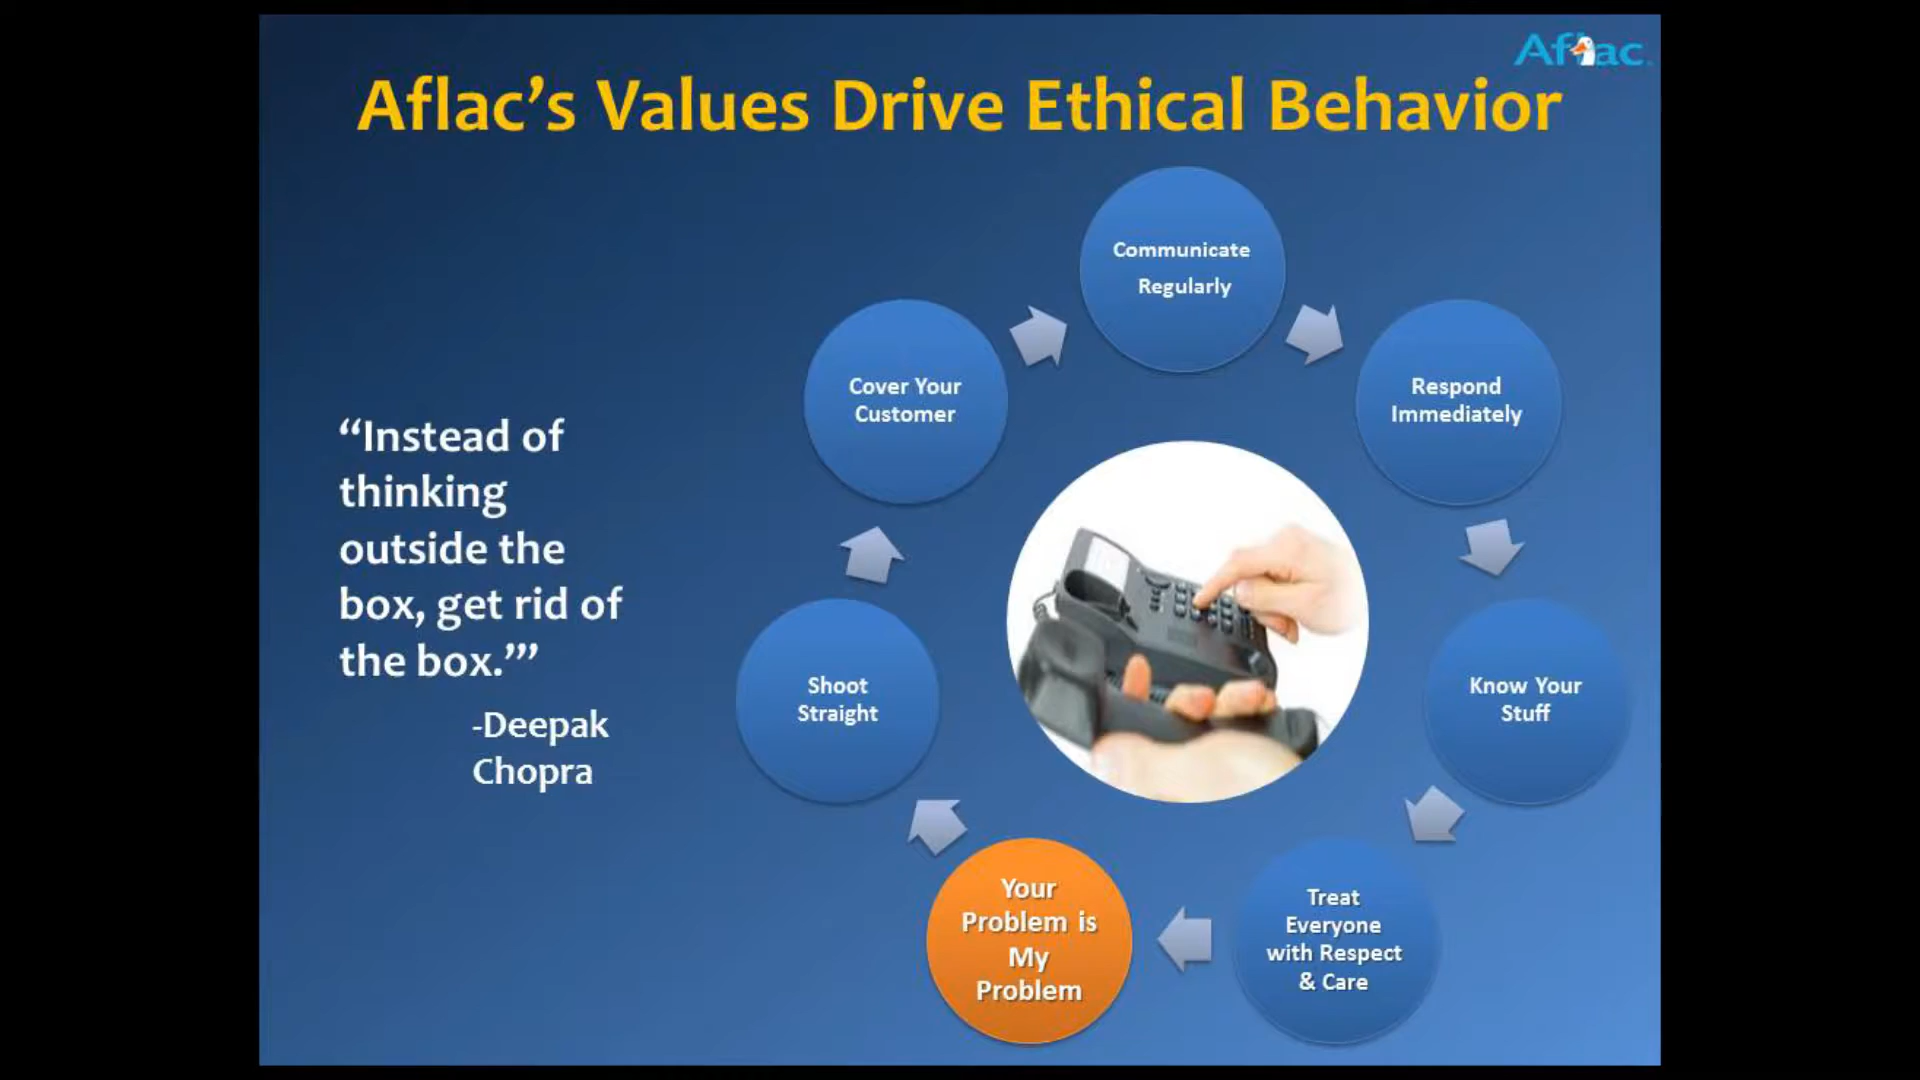 Aflac
Aflac’s Values Drive Ethical Behavior
“Instead of
thinking
outside the
box, get rid of
the box.”’
-Deepak
Chopra
Communicate
Regularly
Respond
Immediately
Know Your
Stuff
Treat
Everyone
with Respect
& Care
Your
Problem is
My
Problem
Shoot
Straight
Cover Your
Customer